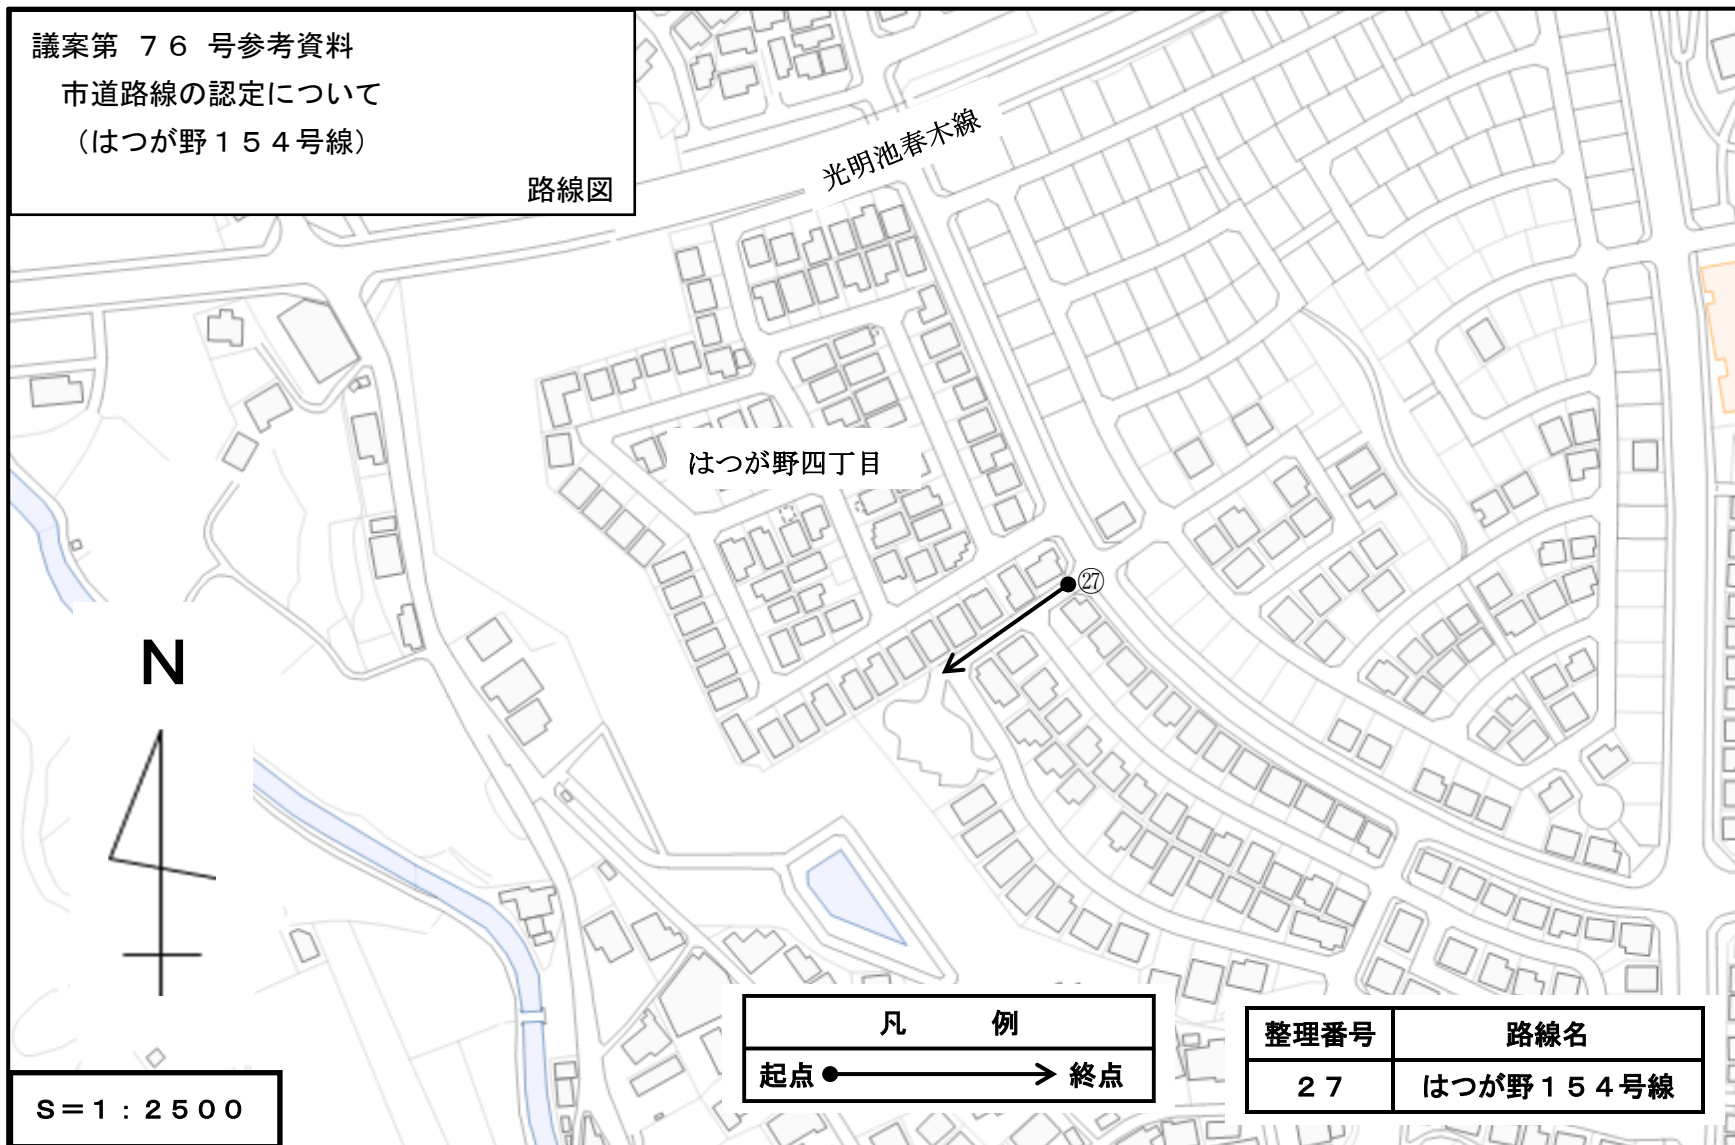 議案第 ７６ 号参考資料
市道路線の認定について
（はつが野１５４号線）
路線図
光明池春木線
はつが野四丁目
㉗
N
凡 例
起点 終点
整理番号 路線名
２７ はつが野１５４号線
Ｓ＝１：２５００